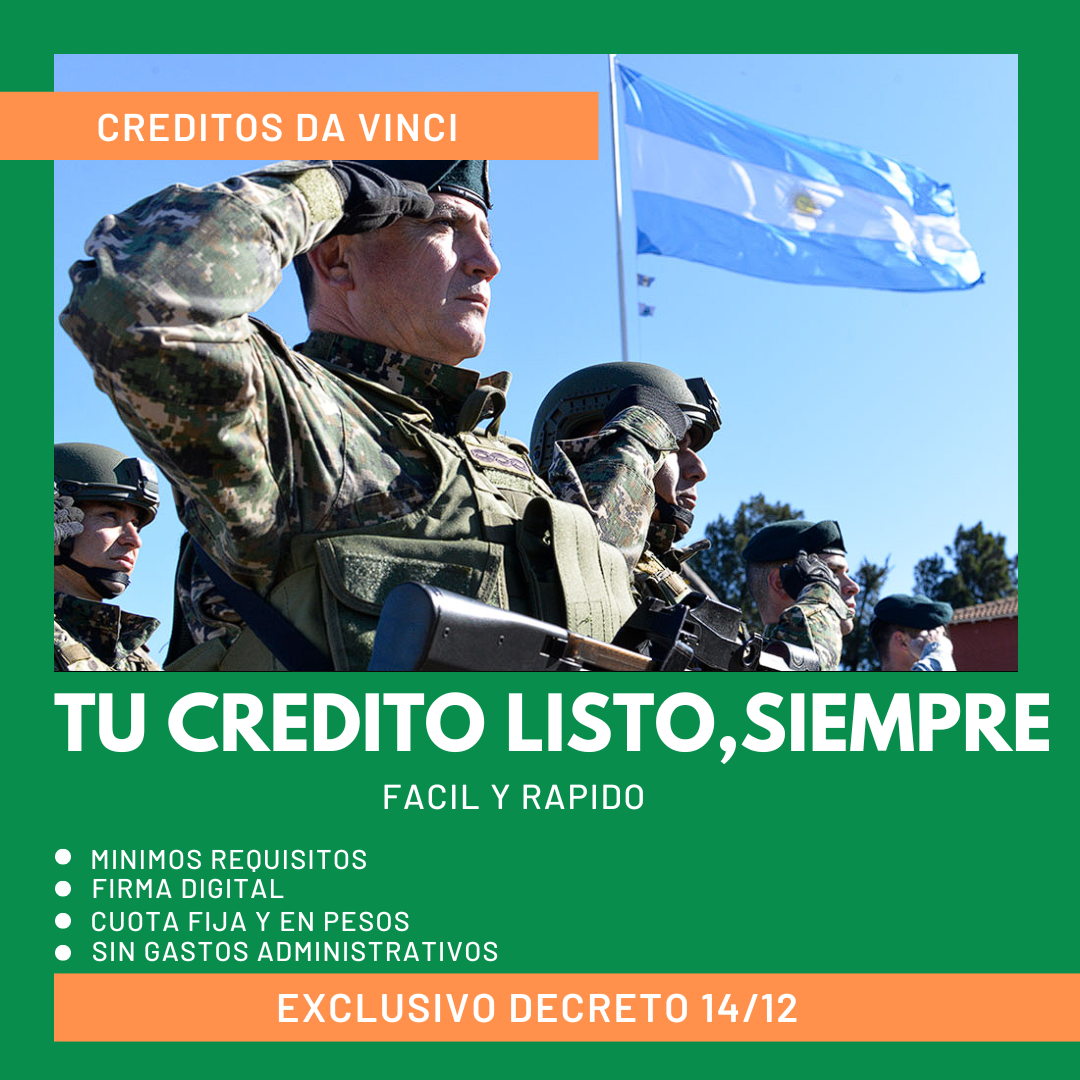 CREDITOS DA VINCI
TU CREDITO LISTO,SIEMPRE
FACIL Y RAPIDO
MINIMOS REQUISITOS
FIRMA DIGITAL
CUOTA FIJA Y EN PESOS
SIN GASTOS ADMINISTRATIVOS
EXCLUSIVO DECRETO 14/12